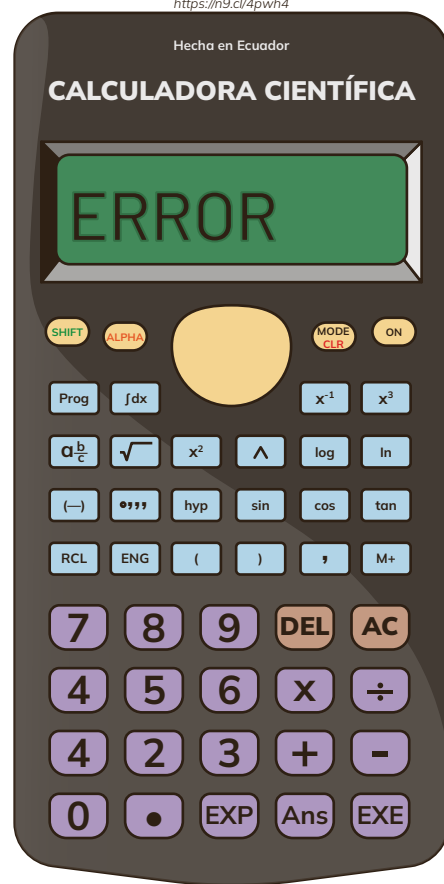 https://n9.cl/4pwh4
Hecha en Ecuador
CALCULADORA CIENTÍFICA
ERROR
SHIFT ALPHA MODE CLR ON
Prog ∫dx x⁻¹ x³
a b/c √ x² ^ log ln
(—) °,,, hyp sin cos tan
RCL ENG ( ) , M+
7 8 9 DEL AC
4 5 6 X ÷
4 2 3 + -
0 . EXP Ans EXE